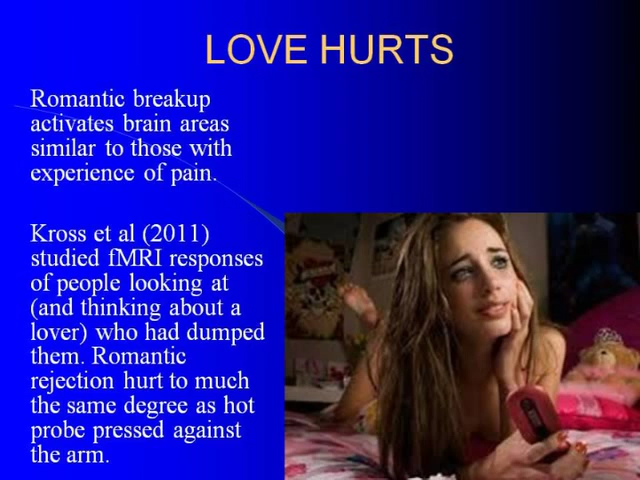 LOVE HURTS
Romantic breakup
activates brain areas
similar to those with
experience of pain.
Kross et al (2011)
studied fMRI responses
of people looking at
(and thinking about a
lover) who had dumped
them. Romantic
rejection hurt to much
the same degree as hot
probe pressed against
the arm.